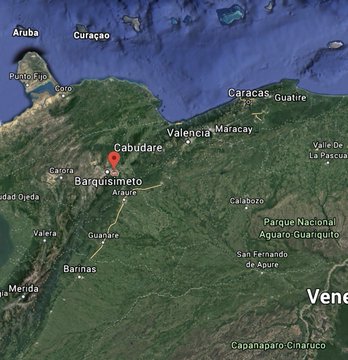 Aruba
Curaçao
Punto Fijo
Coro
Caracas
Guatire
Maracay
Valencia
Cabudare
Valle De
La Pascua
Carora
Barquisimeto
Araure
udad Ojeda
Calabozo
Parque Nacional
Aguaro-Guariquito
Valera
Guanare
San Fernando
de Apure
Barinas
Merida
Vene
Capanaparo-Cinaruco